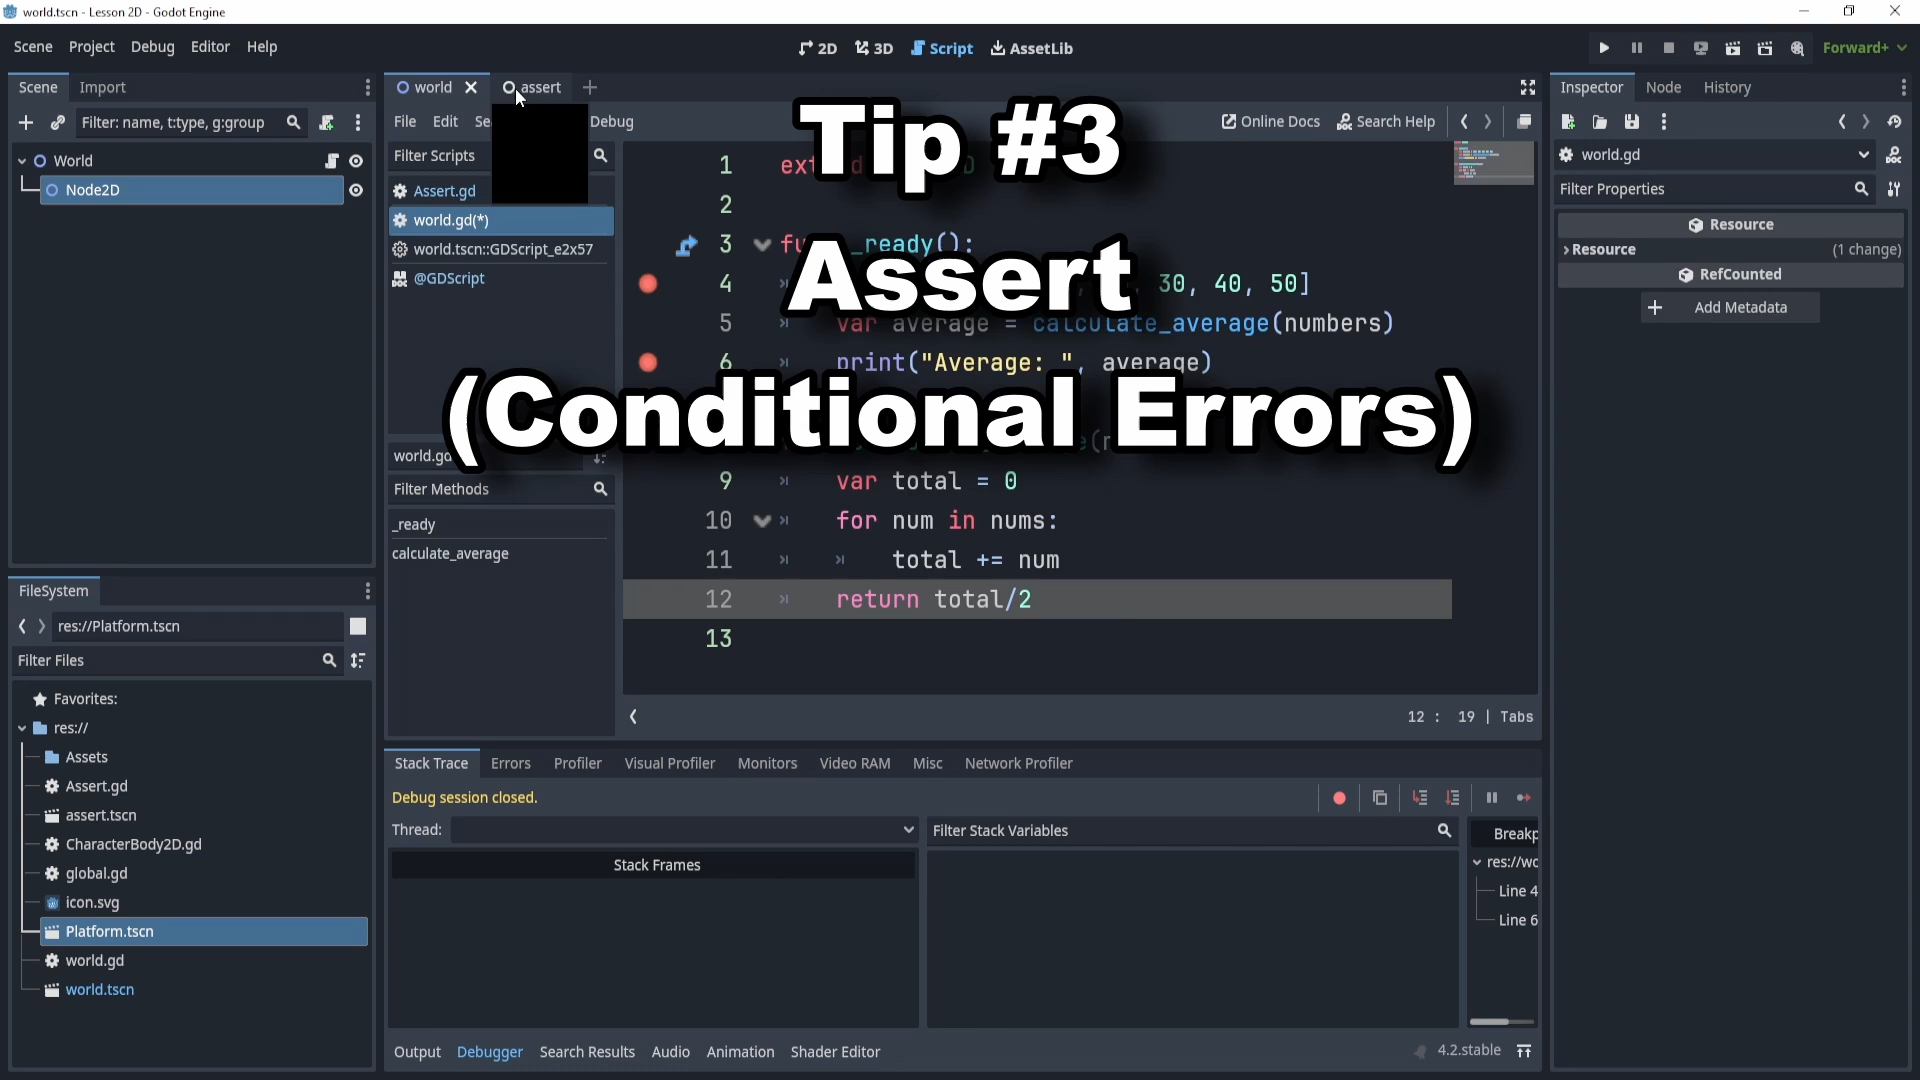 world.tscn - Lesson 2D - Godot Engine
Scene Project Debug Editor Help
2D 3D Script AssetLib
Forward+
Scene Import
Filter: name, t:type, g:group
World
Node2D
FileSystem
res://Platform.tscn
Filter Files
Favorites:
res://
Assets
Assert.gd
assert.tscn
CharacterBody2D.gd
global.gd
icon.svg
Platform.tscn
world.gd
world.tscn
world assert
File Edit Debug
Online Docs Search Help
Filter Scripts
Assert.gd
world.gd(*)
world.tscn::GDScript_e2x57
@GDScript
Filter Methods
_ready
calculate_average
Tip #3
Assert
(Conditional Errors)
1
2
3 _ready():
4 30, 40, 50]
5 var average = calculate_average(numbers)
6 print("Average: ", average)
9 var total = 0
10 for num in nums:
11 total += num
12 return total/2
13
12 : 19 | Tabs
Stack Trace Errors Profiler Visual Profiler Monitors Video RAM Misc Network Profiler
Debug session closed.
Thread:
Filter Stack Variables
Stack Frames
Line 4
Line 6
Output Debugger Search Results Audio Animation Shader Editor
4.2.stable
Inspector Node History
world.gd
Filter Properties
Resource
Resource (1 change)
RefCounted
Add Metadata